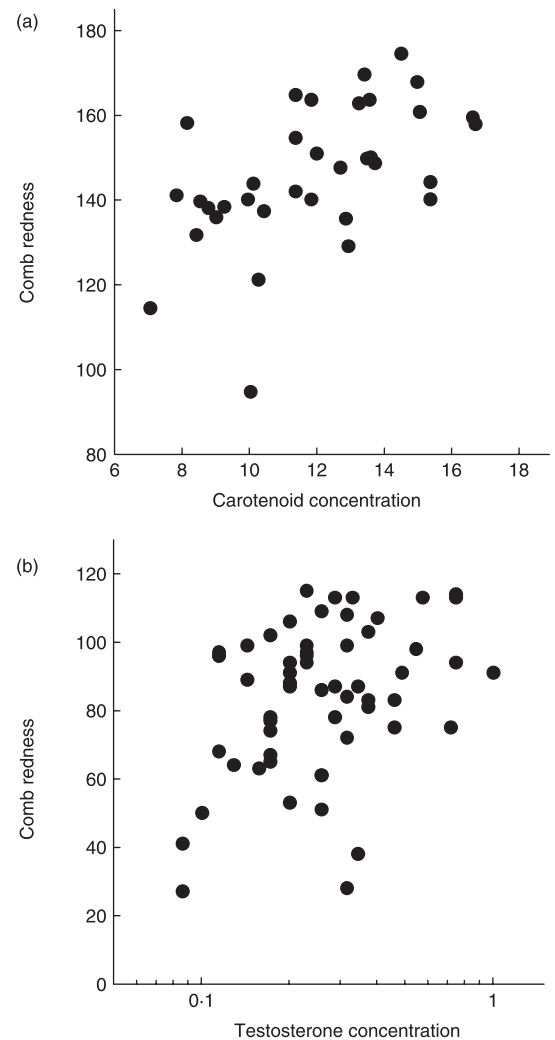 (a)
180
160
140
120
100
80
Comb redness
6 8 10 12 14 16 18
Carotenoid concentration
(b)
120
100
80
60
40
20
0
Comb redness
0·1 1
Testosterone concentration